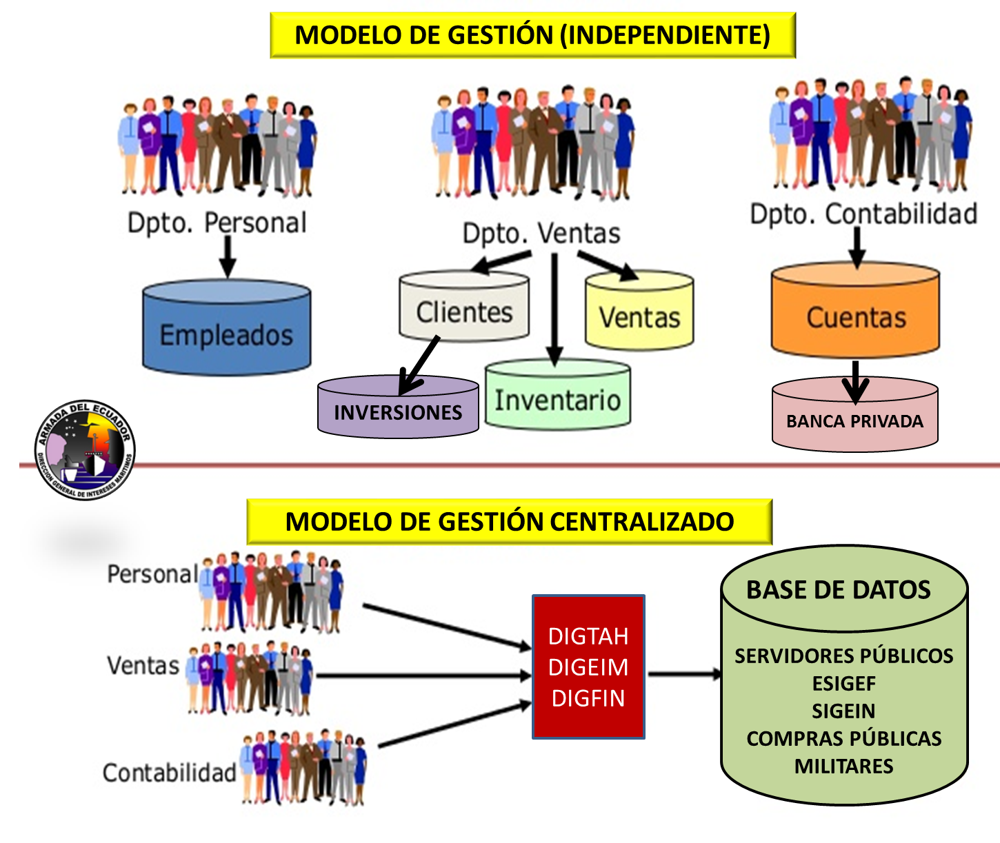 MODELO DE GESTIÓN (INDEPENDIENTE)
Dpto. Personal
Dpto. Ventas
Dpto. Contabilidad
Empleados
Clientes
Ventas
Cuentas
INVERSIONES
Inventario
BANCA PRIVADA
ARMADA DEL ECUADOR
DIRECCION GENERAL DE INTERESES MARITIMOS
MODELO DE GESTIÓN CENTRALIZADO
Personal
Ventas
Contabilidad
DIGTAH
DIGEIM
DIGFIN
BASE DE DATOS
SERVIDORES PÚBLICOS
ESIGEF
SIGEIN
COMPRAS PÚBLICAS
MILITARES